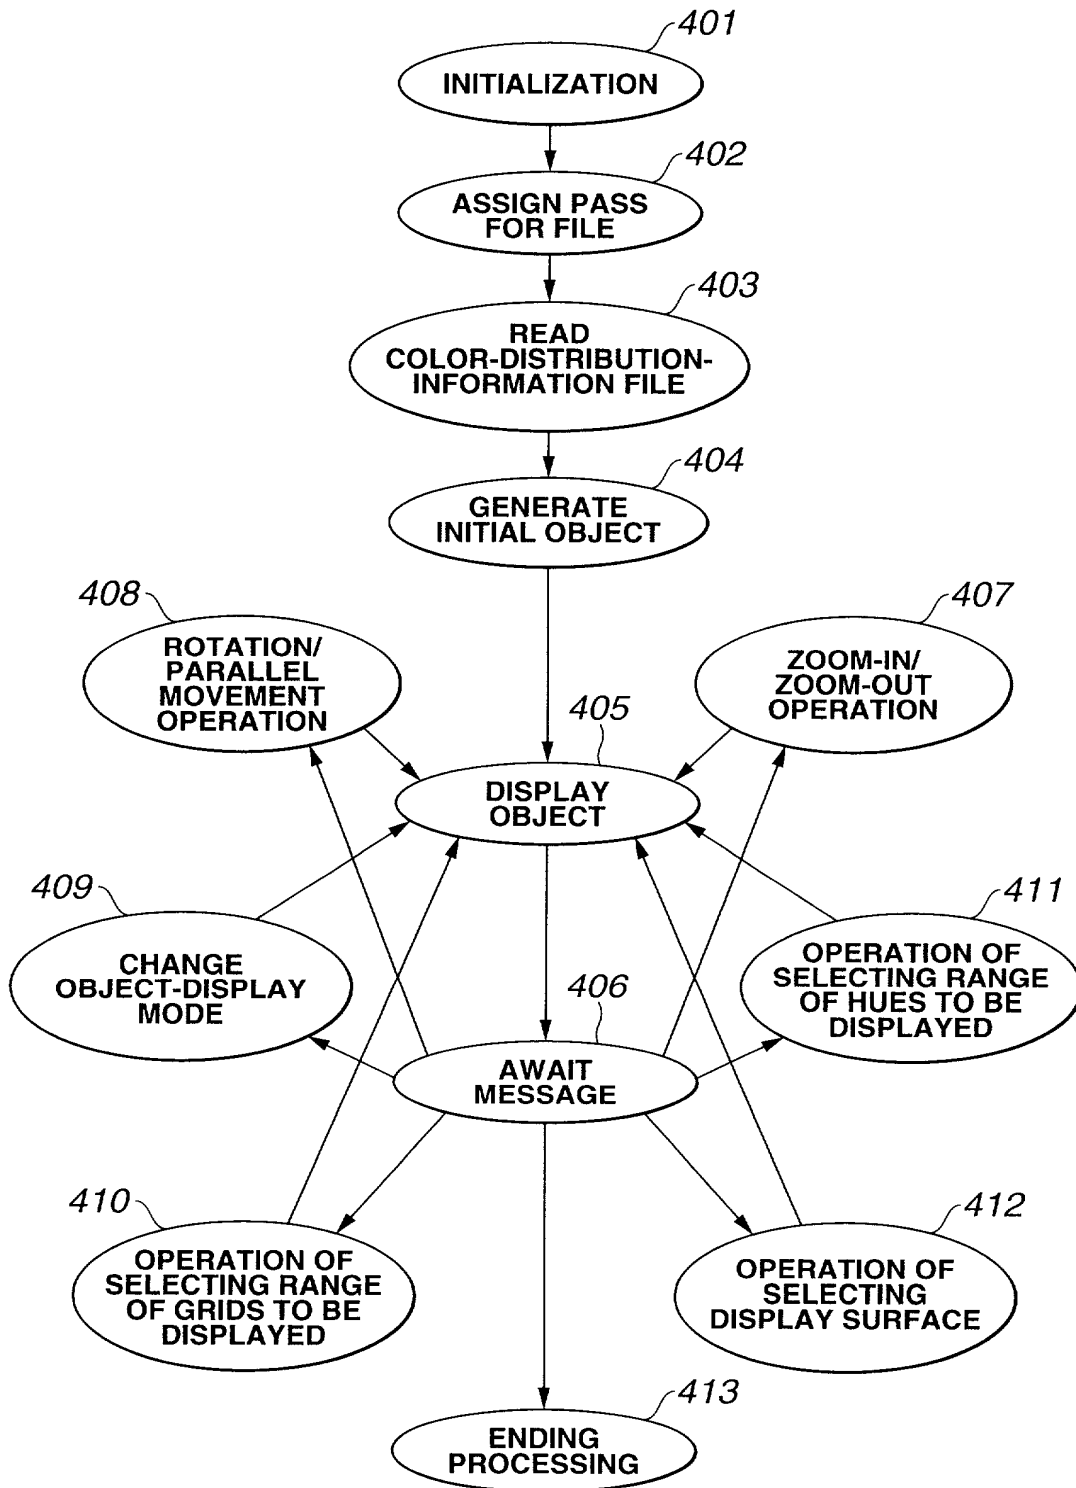 401
INITIALIZATION
402
ASSIGN PASS
FOR FILE
403
READ
COLOR-DISTRIBUTION-
INFORMATION FILE
404
GENERATE
INITIAL OBJECT
408
ROTATION/
PARALLEL
MOVEMENT
OPERATION
407
ZOOM-IN/
ZOOM-OUT
OPERATION
405
DISPLAY
OBJECT
409
CHANGE
OBJECT-DISPLAY
MODE
411
OPERATION OF
SELECTING RANGE
OF HUES TO BE
DISPLAYED
406
AWAIT
MESSAGE
410
OPERATION OF
SELECTING RANGE
OF GRIDS TO BE
DISPLAYED
412
OPERATION OF
SELECTING
DISPLAY SURFACE
413
ENDING
PROCESSING